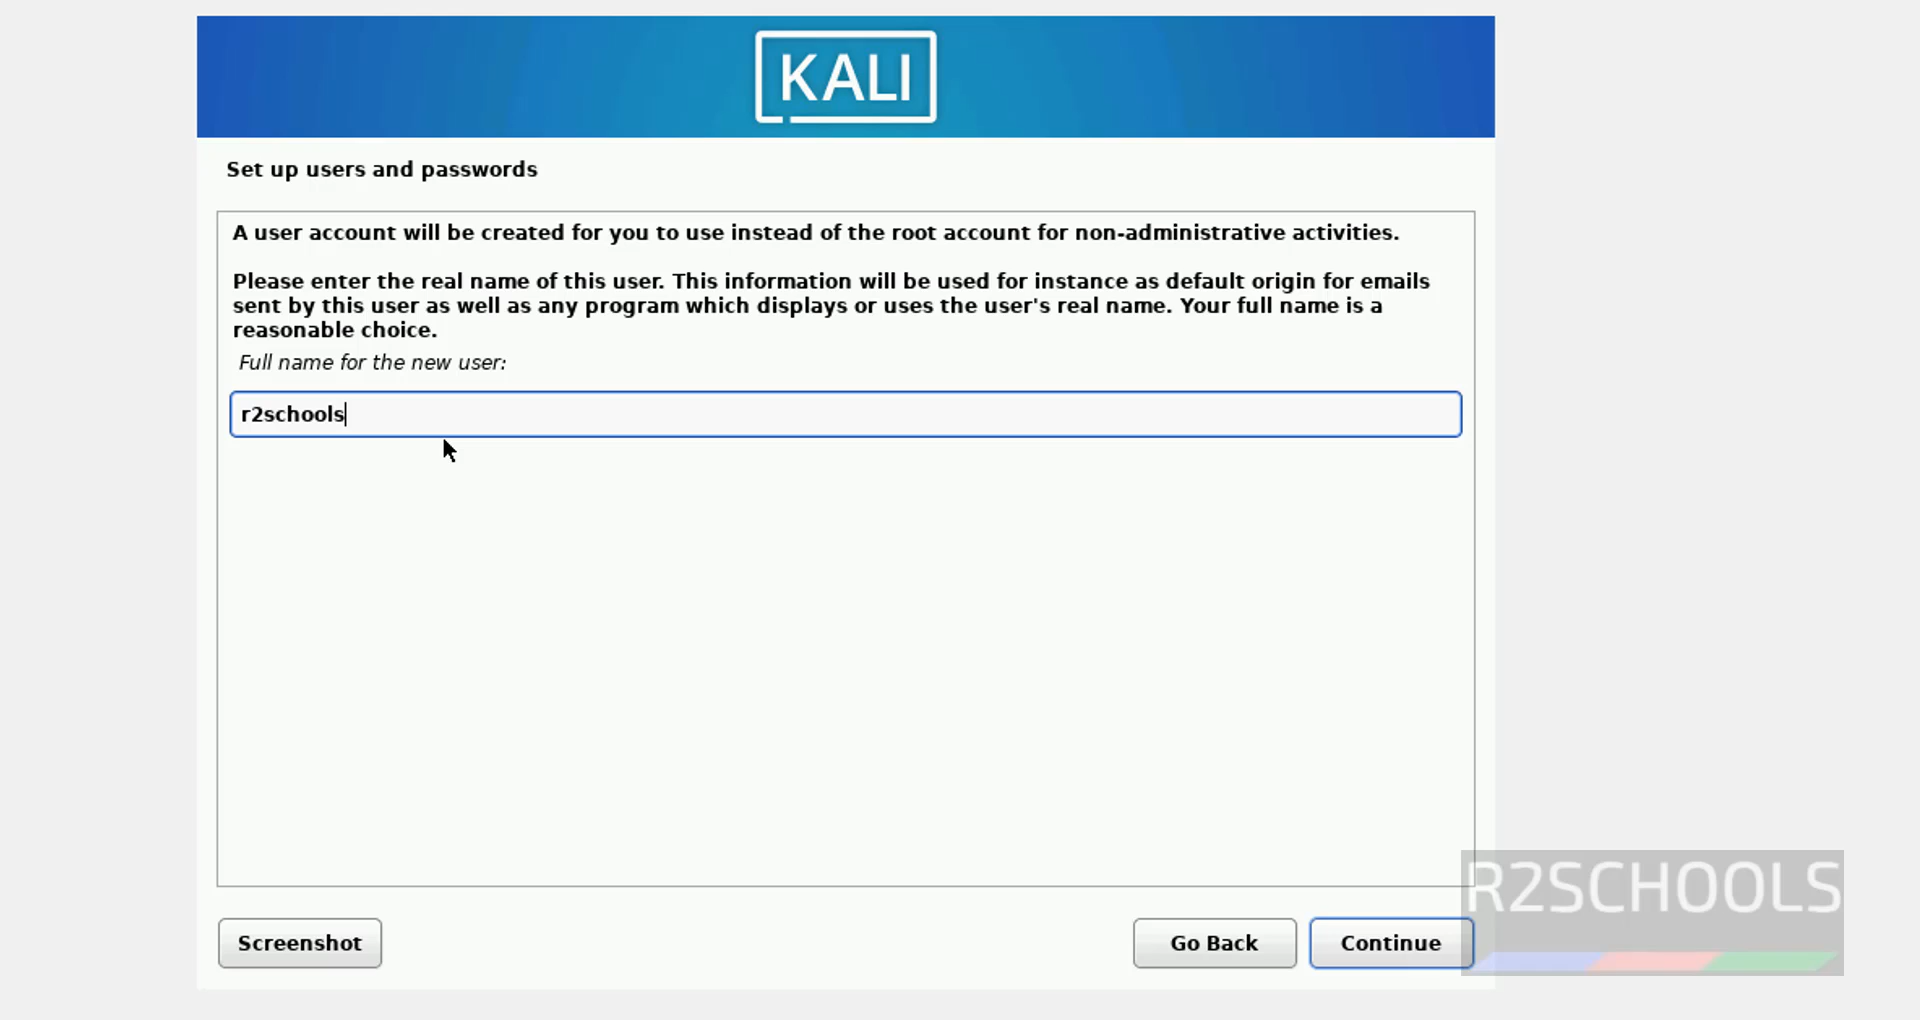 KALI
Set up users and passwords
A user account will be created for you to use instead of the root account for non-administrative activities.
Please enter the real name of this user. This information will be used for instance as default origin for emails
sent by this user as well as any program which displays or uses the user's real name. Your full name is a
reasonable choice.
Full name for the new user:
r2schools
Screenshot
Go Back
Continue
R2SCHOOLS